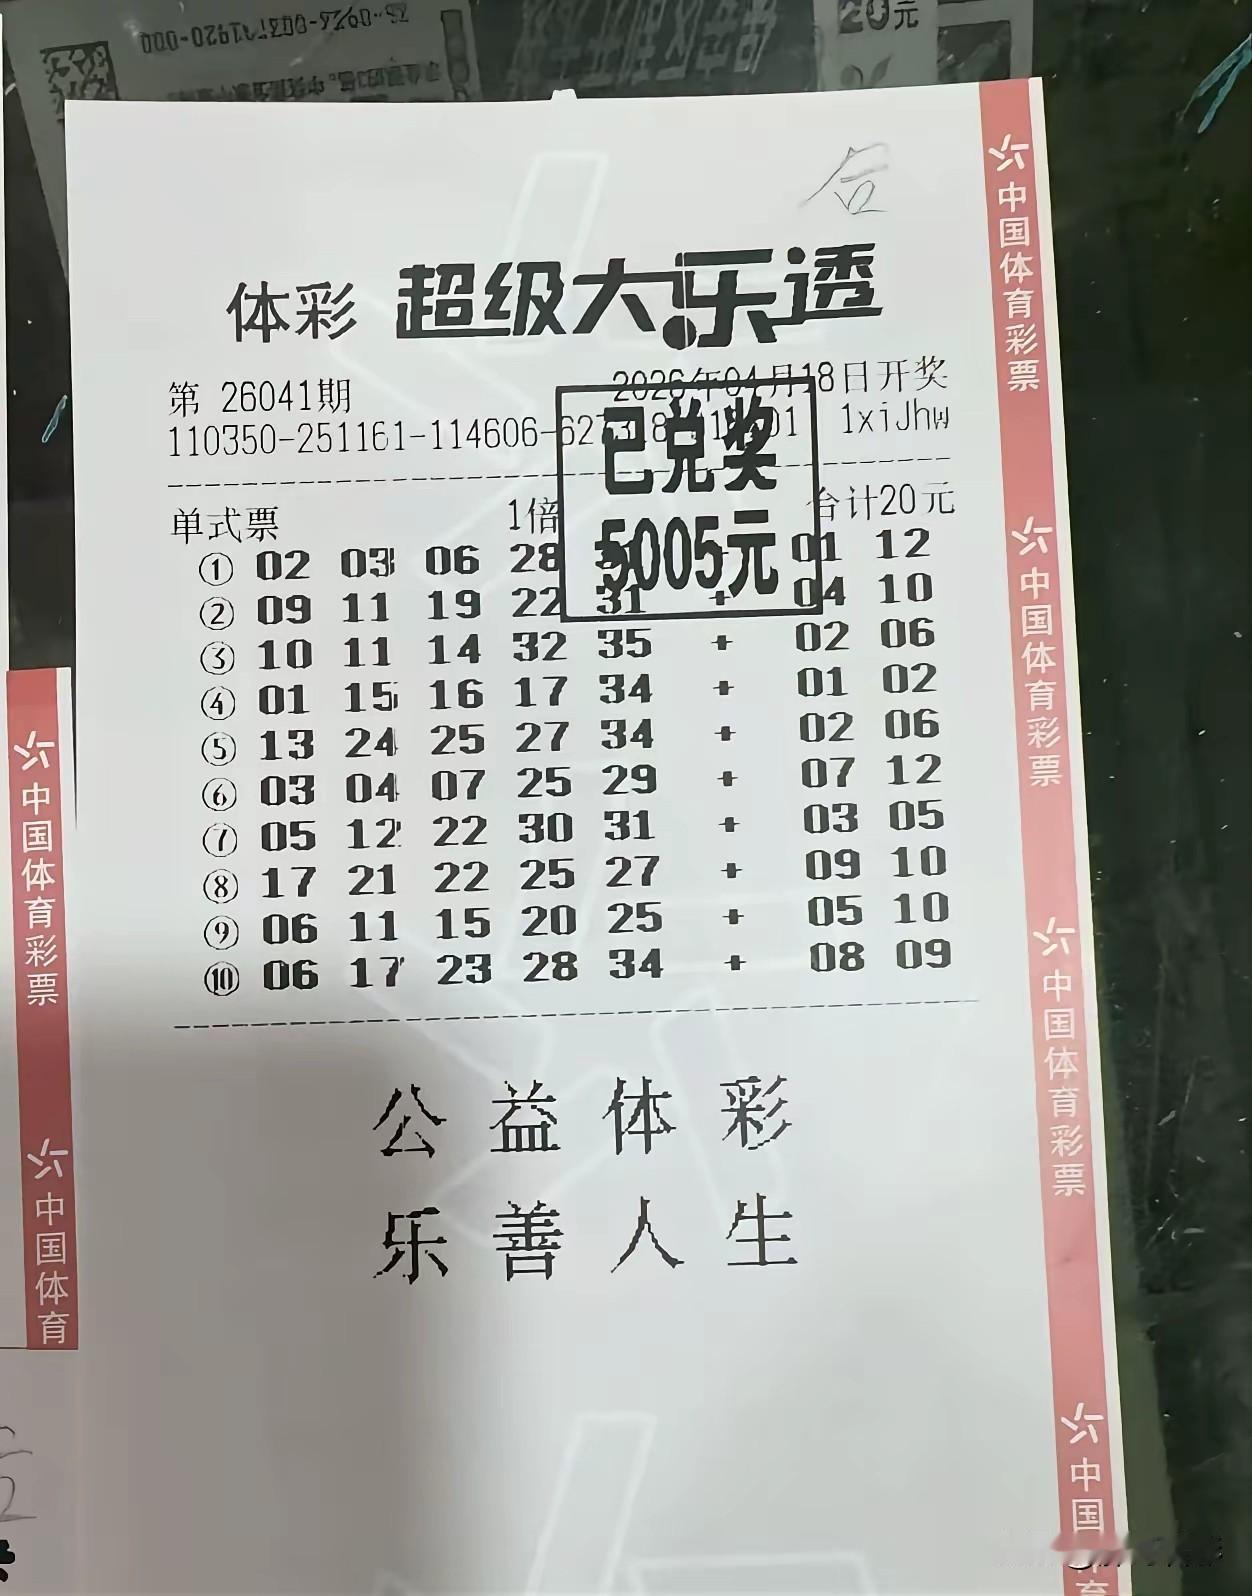 20元
合
体彩 超级大乐透
第 26041期 2026年04月18日开奖
110350-251161-114606- 1xiJhw
已兑奖
5005元
单式票 1倍 合计20元
① 02 03 06 28 + 01 12
② 09 11 19 22 31 + 04 10
③ 10 11 14 32 35 + 02 06
④ 01 15 16 17 34 + 01 02
⑤ 13 24 25 27 34 + 02 06
⑥ 03 04 07 25 29 + 07 12
⑦ 05 12 22 30 31 + 03 05
⑧ 17 21 22 25 27 + 09 10
⑨ 06 11 15 20 25 + 05 10
⑩ 06 17 23 28 34 + 08 09
公益体彩
乐善人生
中国体育彩票
中国体育彩票
中国体育彩票
中国体育
中国体育彩票
中国体育